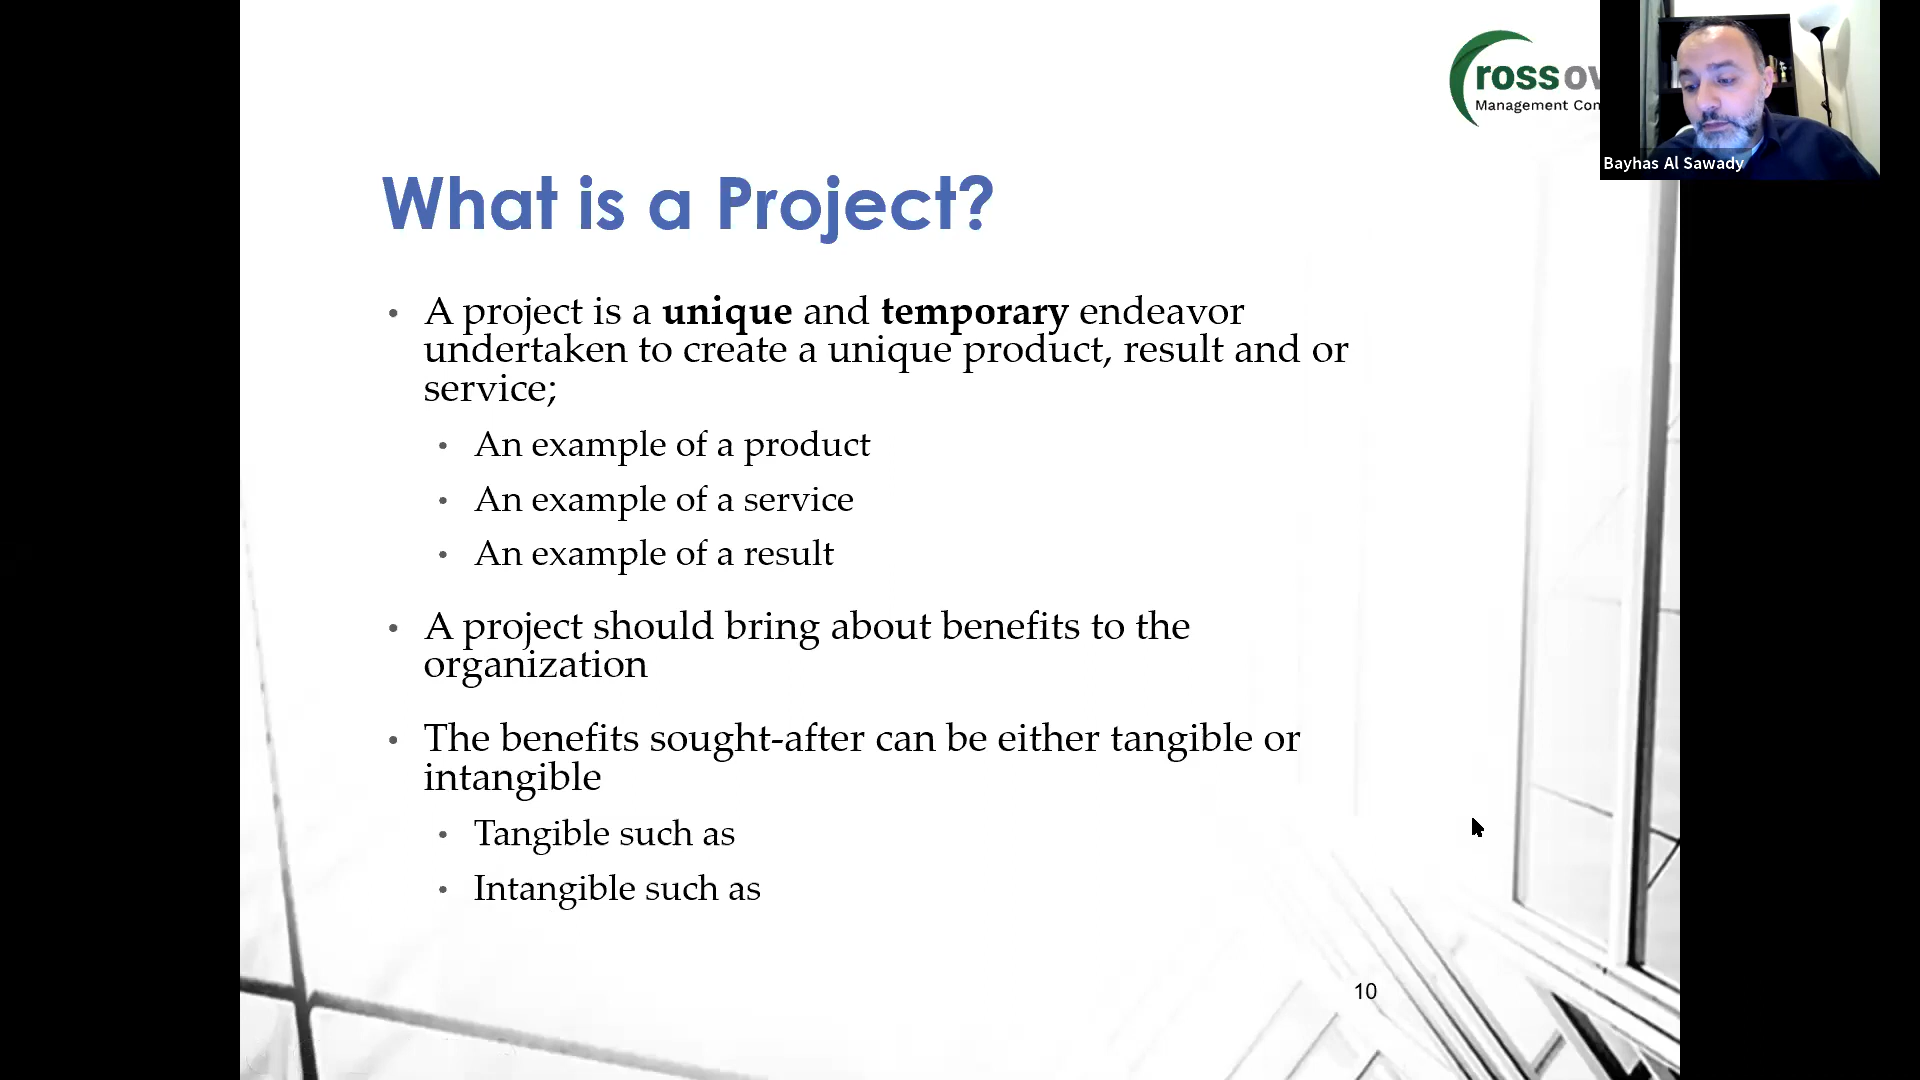 ross ov
Management Con
Bayhas Al Sawady
What is a Project?
• A project is a unique and temporary endeavor
undertaken to create a unique product, result and or
service;
• An example of a product
• An example of a service
• An example of a result
• A project should bring about benefits to the
organization
• The benefits sought-after can be either tangible or
intangible
• Tangible such as
• Intangible such as
10